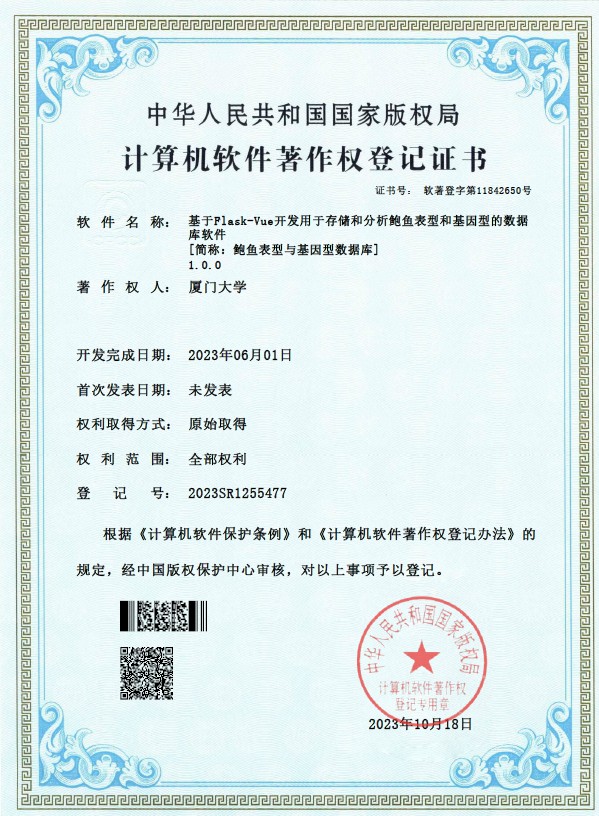 中华人民共和国国家版权局
计算机软件著作权登记证书
证书号： 软著登字第11842650号
软件名称： 基于Flask-Vue开发用于存储和分析鲍鱼表型和基因型的数据
库软件
[简称：鲍鱼表型与基因型数据库]
1.0.0
著作权人： 厦门大学
开发完成日期： 2023年06月01日
首次发表日期： 未发表
权利取得方式： 原始取得
权利范围： 全部权利
登记号： 2023SR1255477
根据《计算机软件保护条例》和《计算机软件著作权登记办法》的
规定，经中国版权保护中心审核，对以上事项予以登记。
中华人民共和国国家版权局
计算机软件著作权
登记专用章
2023年10月18日